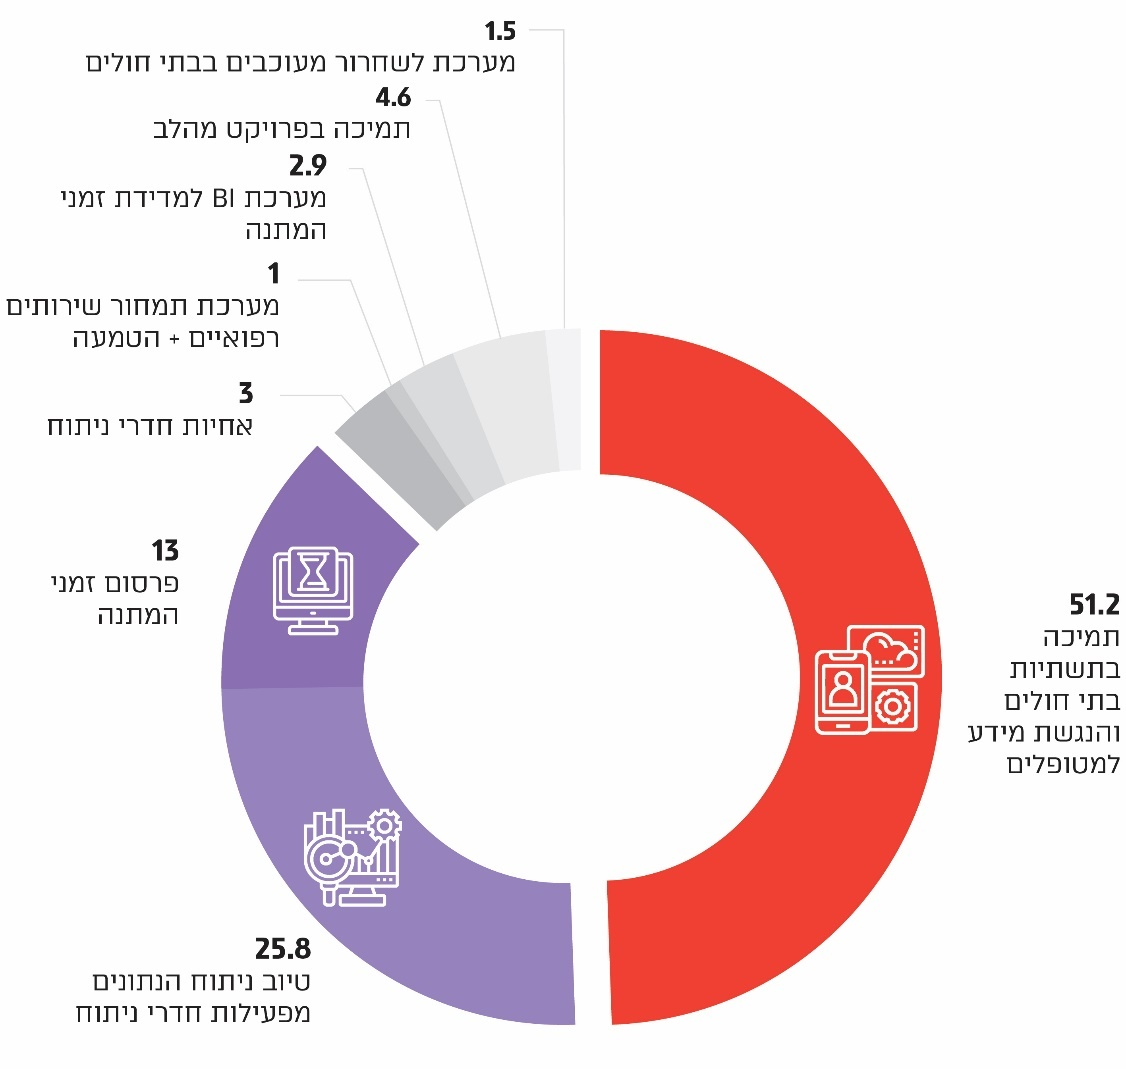 1.5
מערכת לשחרור מעוכבים בבתי חולים
4.6
תמיכה בפרויקט מהלב
2.9
מערכת BI למדידת זמני
המתנה
1
מערכת תמחור שירותים
רפואיים + הטמעה
3
אחיות חדרי ניתוח
13
פרסום זמני
המתנה
51.2
תמיכה
בתשתיות
בתי חולים
והנגשת מידע
למטופלים
25.8
טיוב ניתוח הנתונים
מפעילות חדרי ניתוח